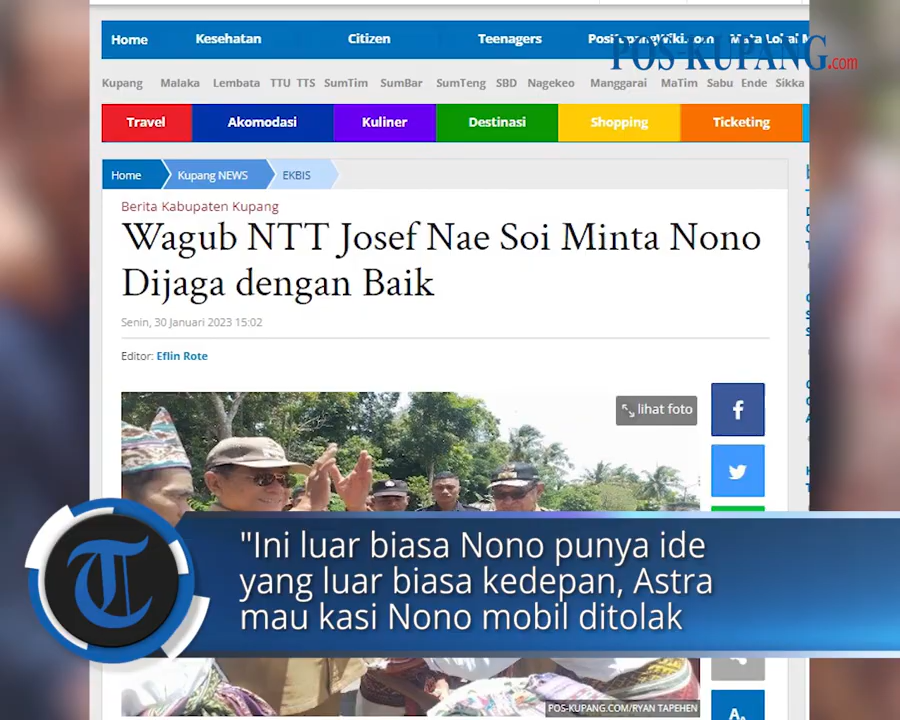 Home Kesehatan Citizen Teenagers PosKupangWiki.com Mata Lokal M
POS-KUPANG.com
Kupang Malaka Lembata TTU TTS SumTim SumBar SumTeng SBD Nagekeo Manggarai MaTim Sabu Ende Sikka
Travel Akomodasi Kuliner Destinasi Shopping Ticketing
Home Kupang NEWS EKBIS
Berita Kabupaten Kupang
Wagub NTT Josef Nae Soi Minta Nono
Dijaga dengan Baik
Senin, 30 Januari 2023 15:02
Editor: Eflin Rote
lihat foto
"Ini luar biasa Nono punya ide
yang luar biasa kedepan, Astra
mau kasi Nono mobil ditolak
POS-KUPANG.COM/RYAN TAPEHEN